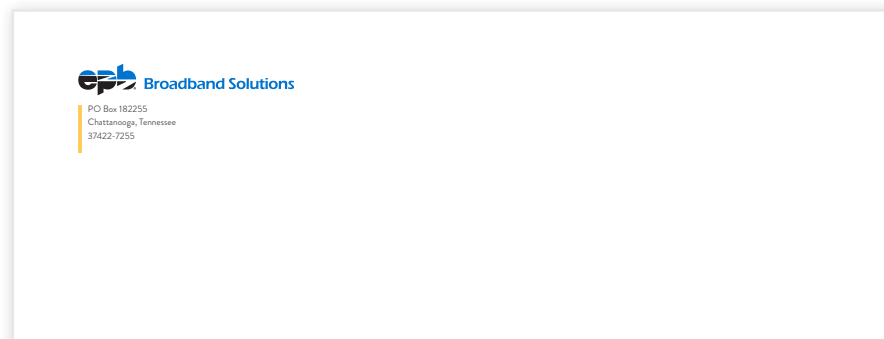 epb Broadband Solutions
PO Box 182255
Chattanooga, Tennessee
37422-7255